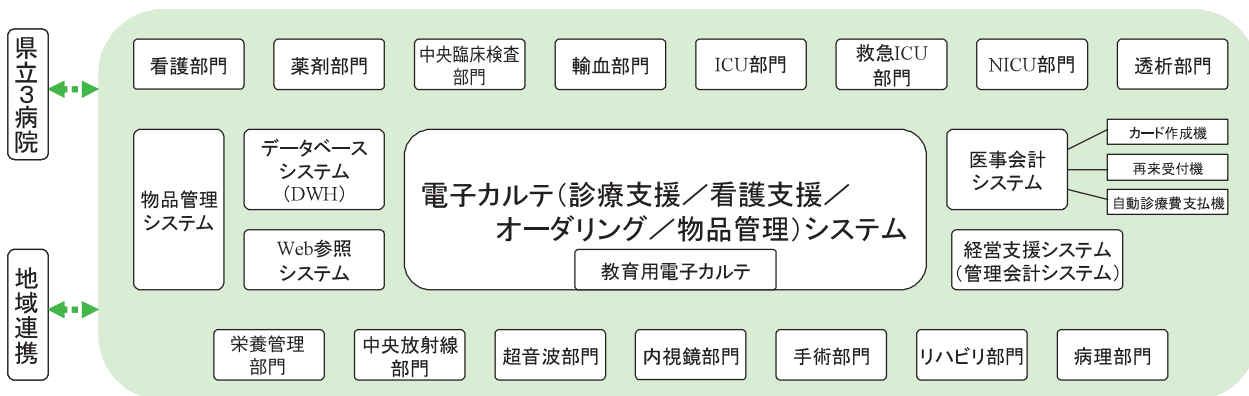 県立3病院
地域連携
看護部門
薬剤部門
中央臨床検査
部門
輸血部門
ICU部門
救急ICU
部門
NICU部門
透析部門
物品管理
システム
データベース
システム
(DWH)
Web参照
システム
電子カルテ(診療支援/看護支援/
オーダリング/物品管理)システム
教育用電子カルテ
医事会計
システム
カード作成機
再来受付機
自動診療費支払機
経営支援システム
(管理会計システム)
栄養管理
部門
中央放射線
部門
超音波部門
内視鏡部門
手術部門
リハビリ部門
病理部門